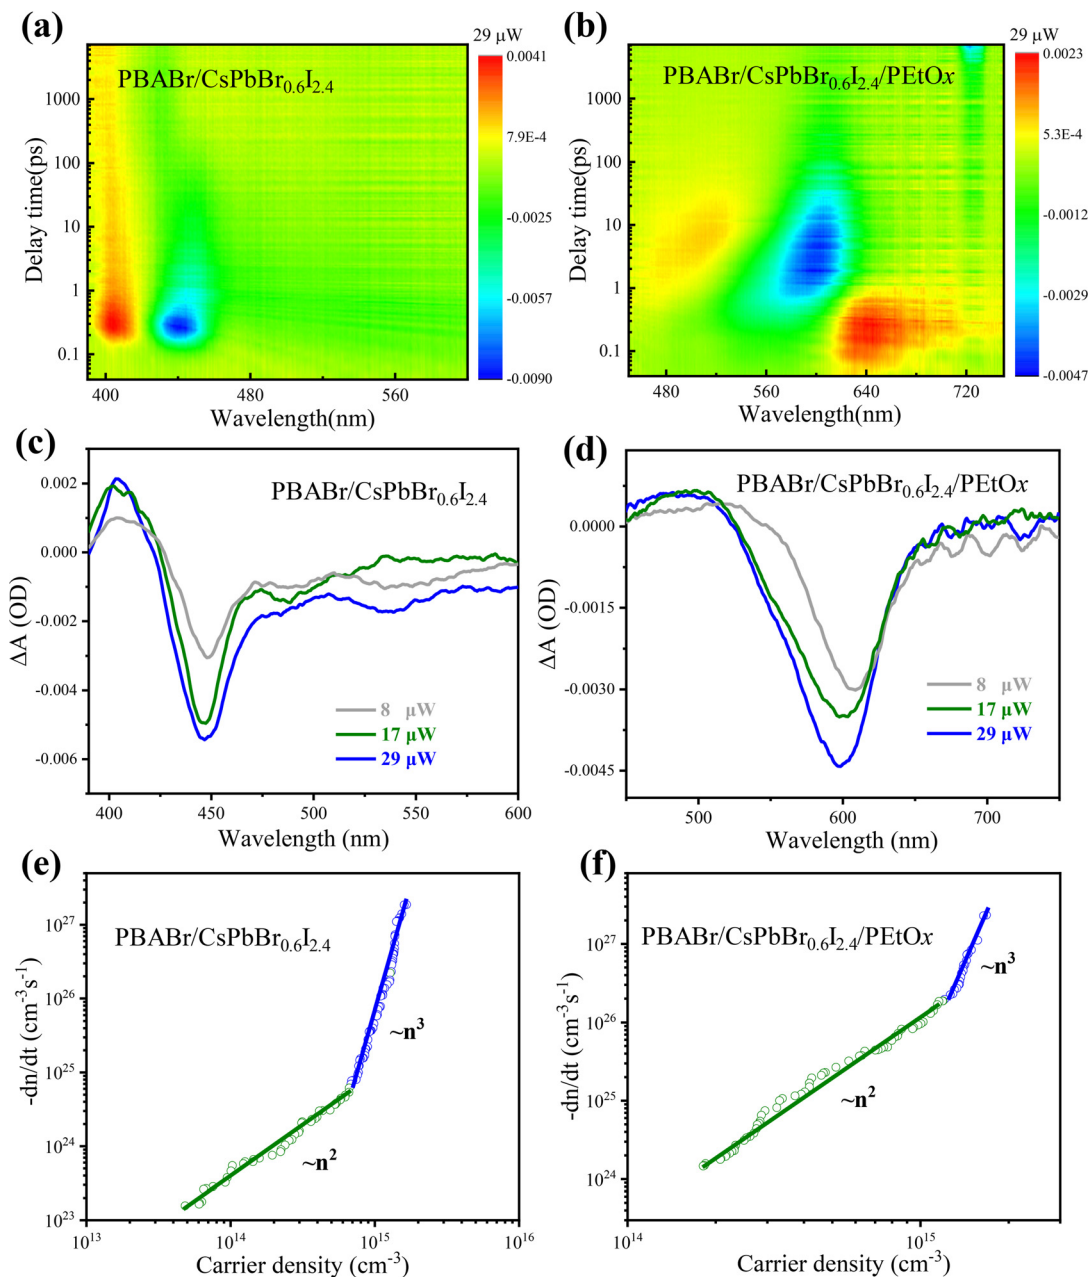 (a)
29 μW
PBABr/CsPbBr0.6I2.4
0.0041
7.9E-4
-0.0025
-0.0057
-0.0090
1000
100
10
1
0.1
Delay time(ps)
400 480 560
Wavelength(nm)
(b)
29 μW
PBABr/CsPbBr0.6I2.4/PEtOx
0.0023
5.3E-4
-0.0012
-0.0029
-0.0047
1000
100
10
1
0.1
Delay time(ps)
480 560 640 720
Wavelength(nm)
(c)
PBABr/CsPbBr0.6I2.4
0.002
0.000
-0.002
-0.004
-0.006
ΔA (OD)
8 μW
17 μW
29 μW
400 450 500 550 600
Wavelength (nm)
(d)
PBABr/CsPbBr0.6I2.4/PEtOx
0.0000
-0.0015
-0.0030
-0.0045
ΔA (OD)
8 μW
17 μW
29 μW
500 600 700
Wavelength (nm)
(e)
PBABr/CsPbBr0.6I2.4
10^27
10^26
10^25
10^24
10^23
-dn/dt (cm^-3s^-1)
~n^3
~n^2
10^13 10^14 10^15 10^16
Carrier density (cm^-3)
(f)
PBABr/CsPbBr0.6I2.4/PEtOx
10^27
10^26
10^25
10^24
-dn/dt (cm^-3s^-1)
~n^3
~n^2
10^14 10^15
Carrier density (cm^-3)